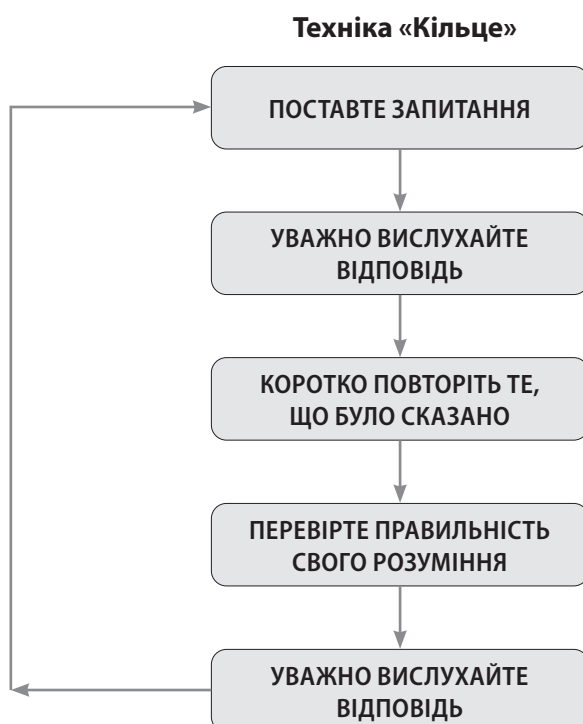 Техніка «Кільце»
ПОСТАВТЕ ЗАПИТАННЯ
УВАЖНО ВИСЛУХАЙТЕ
ВІДПОВІДЬ
КОРОТКО ПОВТОРІТЬ ТЕ,
ЩО БУЛО СКАЗАНО
ПЕРЕВІРТЕ ПРАВИЛЬНІСТЬ
СВОГО РОЗУМІННЯ
УВАЖНО ВИСЛУХАЙТЕ
ВІДПОВІДЬ